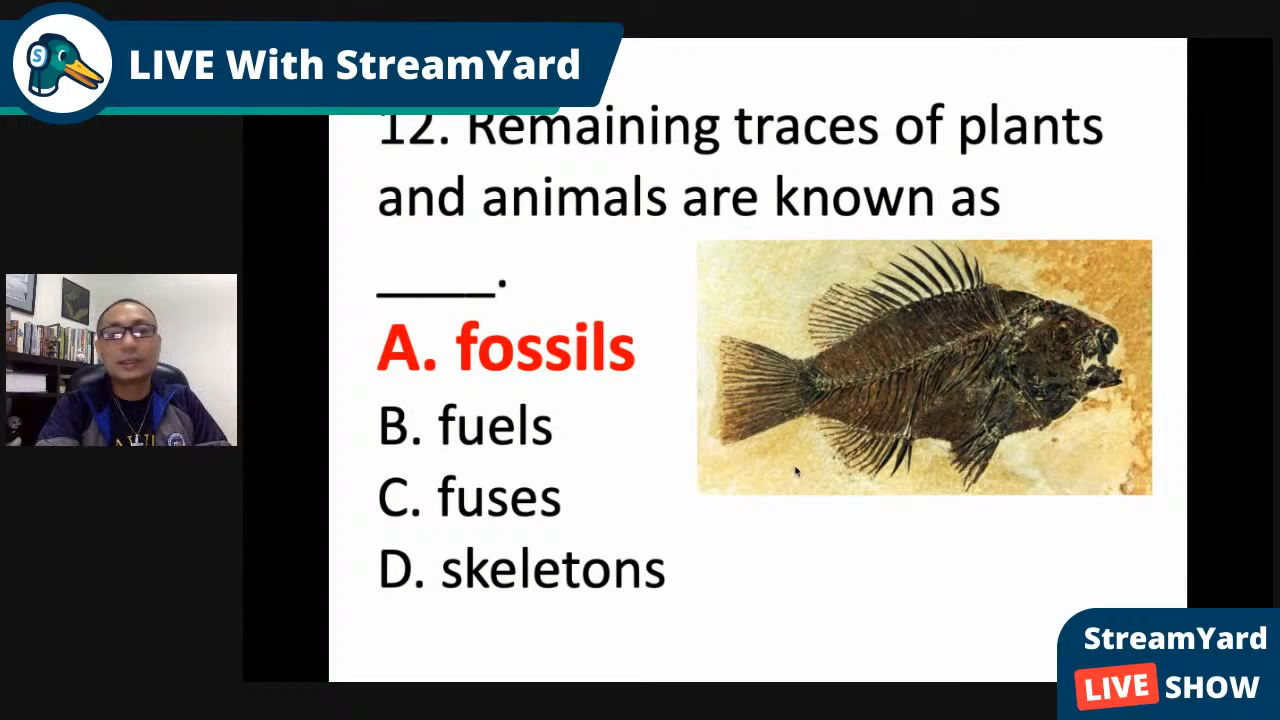 LIVE With StreamYard
12. Remaining traces of plants
and animals are known as
____.
A. fossils
B. fuels
C. fuses
D. skeletons
StreamYard
LIVE SHOW